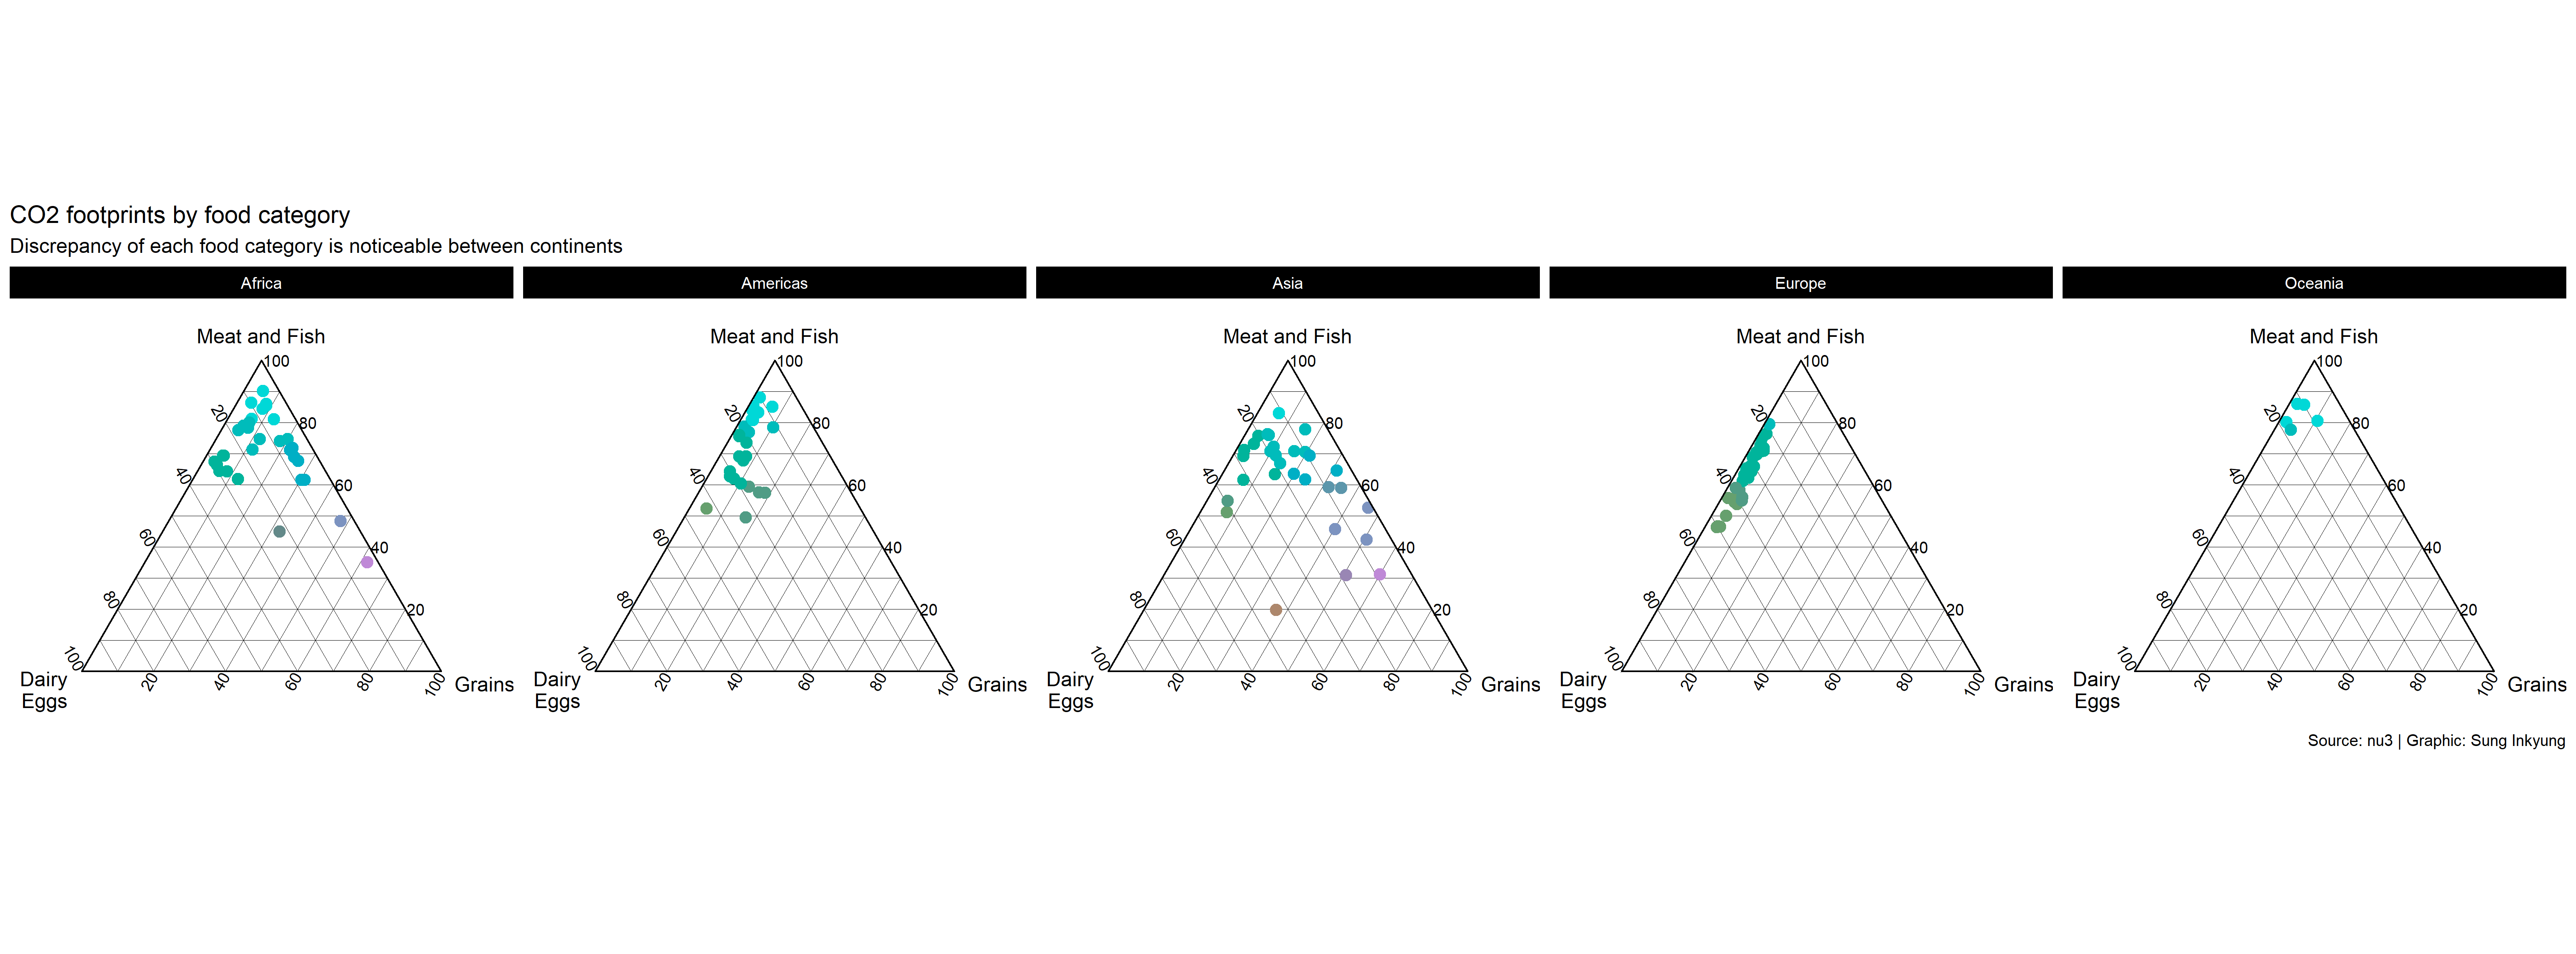 CO2 footprints by food category
Discrepancy of each food category is noticeable between continents
Africa
Americas
Asia
Europe
Oceania
Meat and Fish
100
20
80
40
60
60
40
80
20
100
Dairy
Eggs
20
40
60
80
100
Grains
Meat and Fish
100
20
80
40
60
60
40
80
20
100
Dairy
Eggs
20
40
60
80
100
Grains
Meat and Fish
100
20
80
40
60
60
40
80
20
100
Dairy
Eggs
20
40
60
80
100
Grains
Meat and Fish
100
20
80
40
60
60
40
80
20
100
Dairy
Eggs
20
40
60
80
100
Grains
Meat and Fish
100
20
80
40
60
60
40
80
20
100
Dairy
Eggs
20
40
60
80
100
Grains
Source: nu3 | Graphic: Sung Inkyung